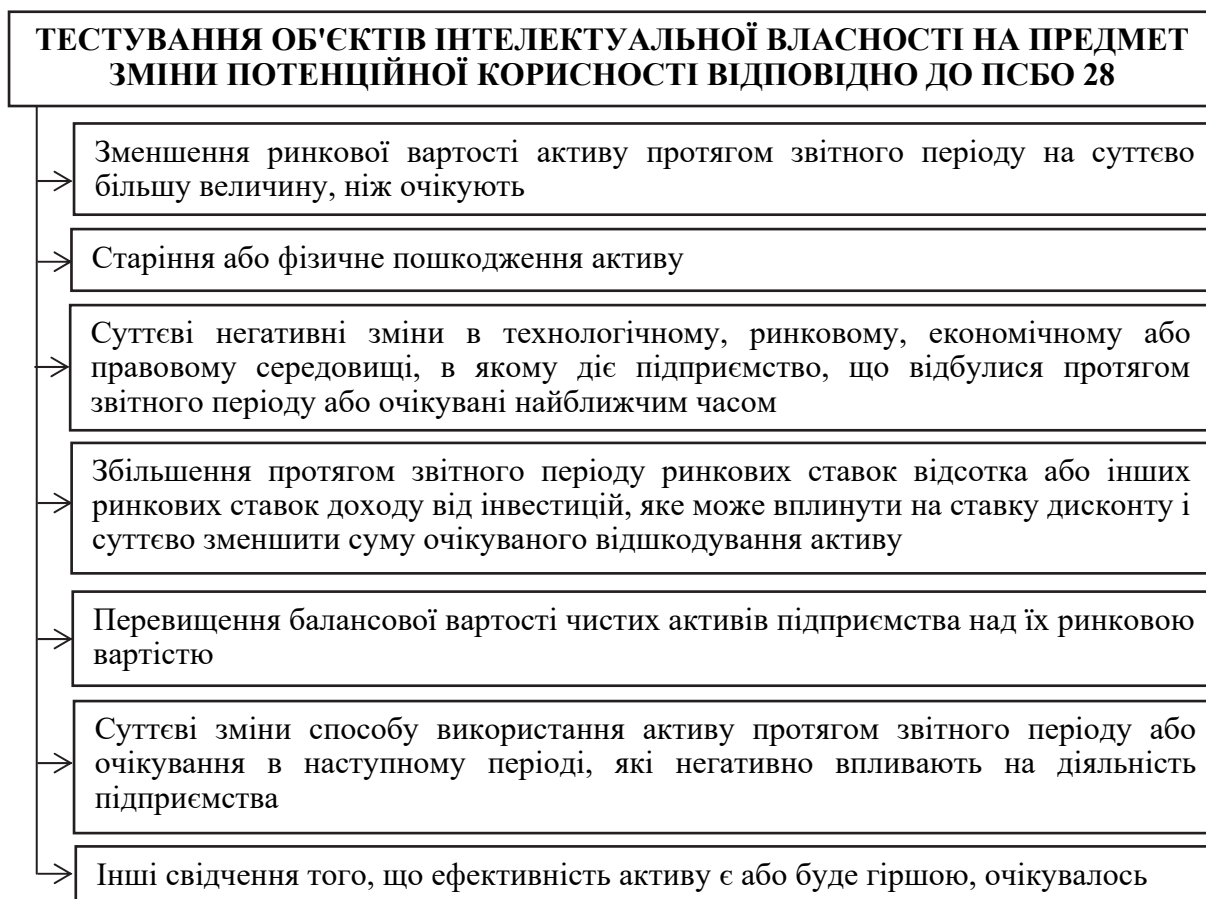 ТЕСТУВАННЯ ОБ'ЄКТІВ ІНТЕЛЕКТУАЛЬНОЇ ВЛАСНОСТІ НА ПРЕДМЕТ
ЗМІНИ ПОТЕНЦІЙНОЇ КОРИСНОСТІ ВІДПОВІДНО ДО ПСБО 28
Зменшення ринкової вартості активу протягом звітного періоду на суттєво
більшу величину, ніж очікують
Старіння або фізичне пошкодження активу
Суттєві негативні зміни в технологічному, ринковому, економічному або
правовому середовищі, в якому діє підприємство, що відбулися протягом
звітного періоду або очікувані найближчим часом
Збільшення протягом звітного періоду ринкових ставок відсотка або інших
ринкових ставок доходу від інвестицій, яке може вплинути на ставку дисконту і
суттєво зменшити суму очікуваного відшкодування активу
Перевищення балансової вартості чистих активів підприємства над їх ринковою
вартістю
Суттєві зміни способу використання активу протягом звітного періоду або
очікування в наступному періоді, які негативно впливають на діяльність
підприємства
Інші свідчення того, що ефективність активу є або буде гіршою, очікувалось